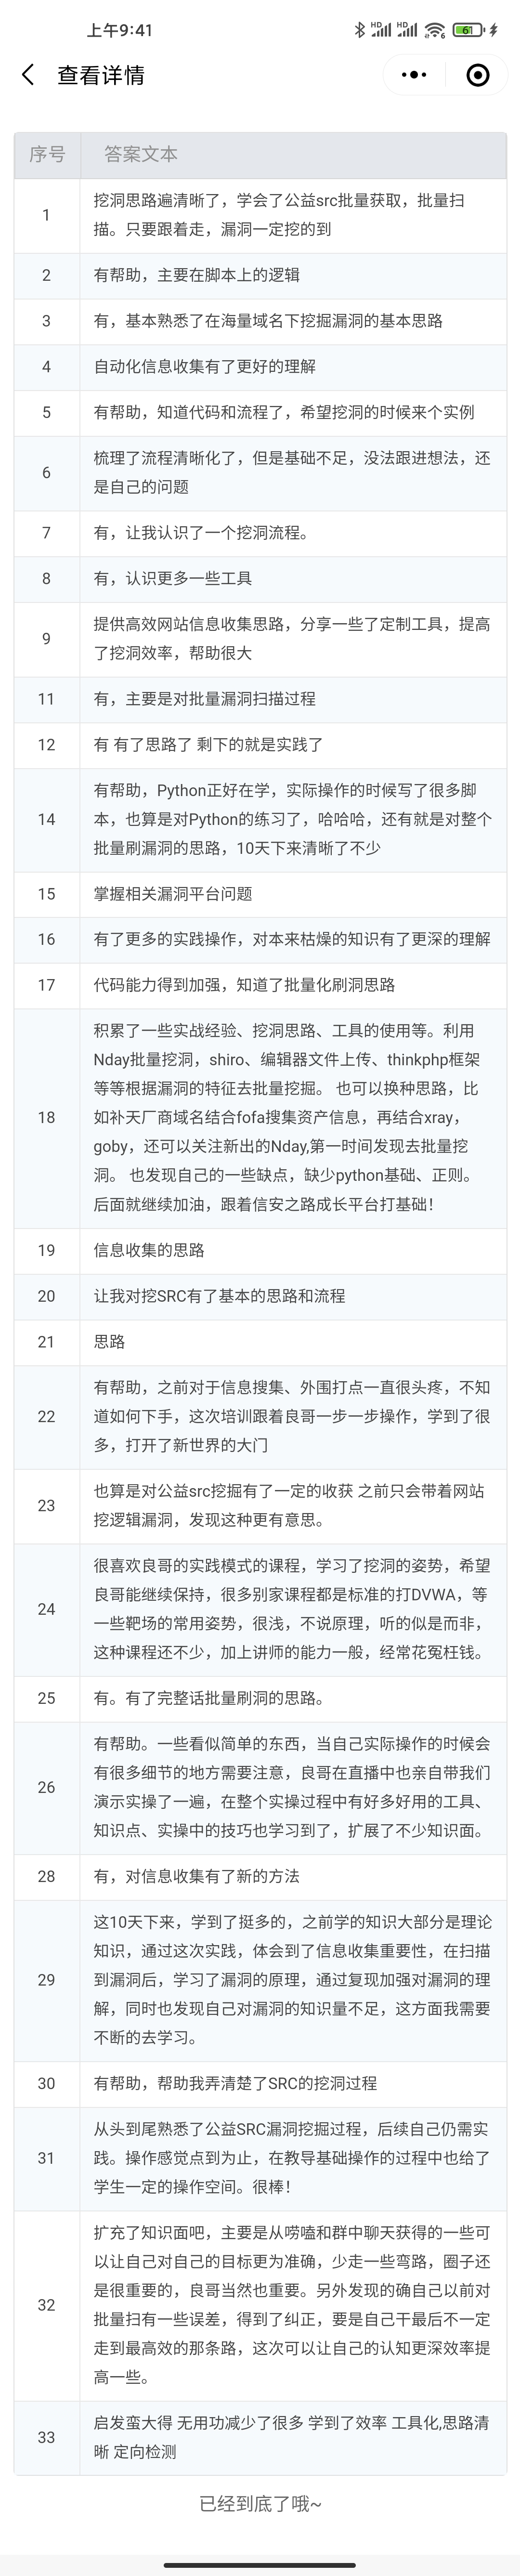 上午9:41
HD HD 6 61
查看详情
序号 答案文本
1 挖洞思路遍清晰了，学会了公益src批量获取，批量扫
描。只要跟着走，漏洞一定挖的到
2 有帮助，主要在脚本上的逻辑
3 有，基本熟悉了在海量域名下挖掘漏洞的基本思路
4 自动化信息收集有了更好的理解
5 有帮助，知道代码和流程了，希望挖洞的时候来个实例
6 梳理了流程清晰化了，但是基础不足，没法跟进想法，还
是自己的问题
7 有，让我认识了一个挖洞流程。
8 有，认识更多一些工具
9 提供高效网站信息收集思路，分享一些了定制工具，提高
了挖洞效率，帮助很大
11 有，主要是对批量漏洞扫描过程
12 有 有了思路了 剩下的就是实践了
14 有帮助，Python正好在学，实际操作的时候写了很多脚
本，也算是对Python的练习了，哈哈哈，还有就是对整个
批量刷漏洞的思路，10天下来清晰了不少
15 掌握相关漏洞平台问题
16 有了更多的实践操作，对本来枯燥的知识有了更深的理解
17 代码能力得到加强，知道了批量化刷洞思路
18 积累了一些实战经验、挖洞思路、工具的使用等。利用
Nday批量挖洞，shiro、编辑器文件上传、thinkphp框架
等等根据漏洞的特征去批量挖掘。 也可以换种思路，比
如补天厂商域名结合fofa搜集资产信息，再结合xray，
goby，还可以关注新出的Nday,第一时间发现去批量挖
洞。 也发现自己的一些缺点，缺少python基础、正则。
后面就继续加油，跟着信安之路成长平台打基础！
19 信息收集的思路
20 让我对挖SRC有了基本的思路和流程
21 思路
22 有帮助，之前对于信息搜集、外围打点一直很头疼，不知
道如何下手，这次培训跟着良哥一步一步操作，学到了很
多，打开了新世界的大门
23 也算是对公益src挖掘有了一定的收获 之前只会带着网站
挖逻辑漏洞，发现这种更有意思。
24 很喜欢良哥的实践模式的课程，学习了挖洞的姿势，希望
良哥能继续保持，很多别家课程都是标准的打DVWA，等
一些靶场的常用姿势，很浅，不说原理，听的似是而非，
这种课程还不少，加上讲师的能力一般，经常花冤枉钱。
25 有。有了完整话批量刷洞的思路。
26 有帮助。一些看似简单的东西，当自己实际操作的时候会
有很多细节的地方需要注意，良哥在直播中也亲自带我们
演示实操了一遍，在整个实操过程中有好多好用的工具、
知识点、实操中的技巧也学习到了，扩展了不少知识面。
28 有，对信息收集有了新的方法
29 这10天下来，学到了挺多的，之前学的知识大部分是理论
知识，通过这次实践，体会到了信息收集重要性，在扫描
到漏洞后，学习了漏洞的原理，通过复现加强对漏洞的理
解，同时也发现自己对漏洞的知识量不足，这方面我需要
不断的去学习。
30 有帮助，帮助我弄清楚了SRC的挖洞过程
31 从头到尾熟悉了公益SRC漏洞挖掘过程，后续自己仍需实
践。操作感觉点到为止，在教导基础操作的过程中也给了
学生一定的操作空间。很棒！
32 扩充了知识面吧，主要是从唠嗑和群中聊天获得的一些可
以让自己对自己的目标更为准确，少走一些弯路，圈子还
是很重要的，良哥当然也重要。另外发现的确自己以前对
批量扫有一些误差，得到了纠正，要是自己干最后不一定
走到最高效的那条路，这次可以让自己的认知更深效率提
高一些。
33 启发蛮大得 无用功减少了很多 学到了效率 工具化,思路清
晰 定向检测
已经到底了哦~